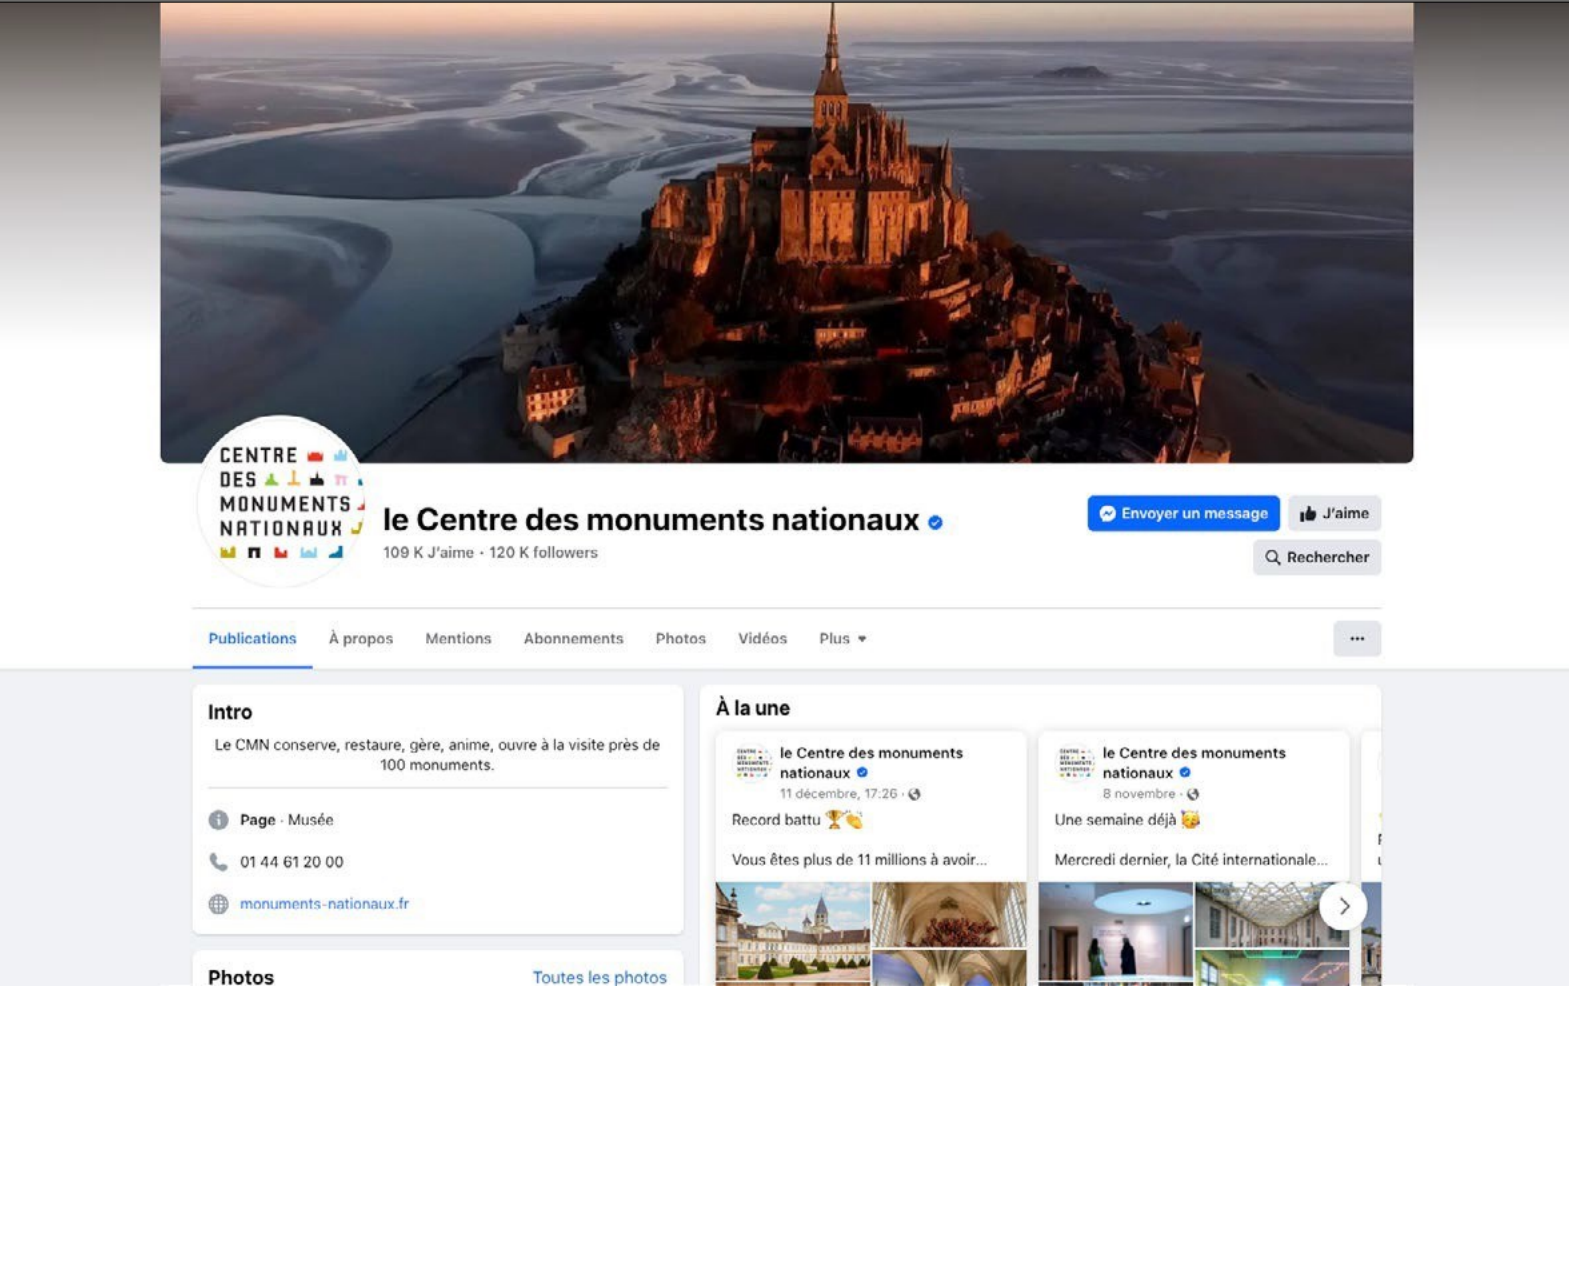 CENTRE
DES
MONUMENTS
NATIONAUX
le Centre des monuments nationaux
109 K J'aime · 120 K followers
Envoyer un message
J'aime
Rechercher
Publications
À propos
Mentions
Abonnements
Photos
Vidéos
Plus
Intro
Le CMN conserve, restaure, gère, anime, ouvre à la visite près de
100 monuments.
Page · Musée
01 44 61 20 00
monuments-nationaux.fr
Photos
Toutes les photos
À la une
le Centre des monuments
nationaux
11 décembre, 17:26 ·
Record battu 🏆👏
Vous êtes plus de 11 millions à avoir...
le Centre des monuments
nationaux
8 novembre ·
Une semaine déjà 🥳
Mercredi dernier, la Cité internationale...